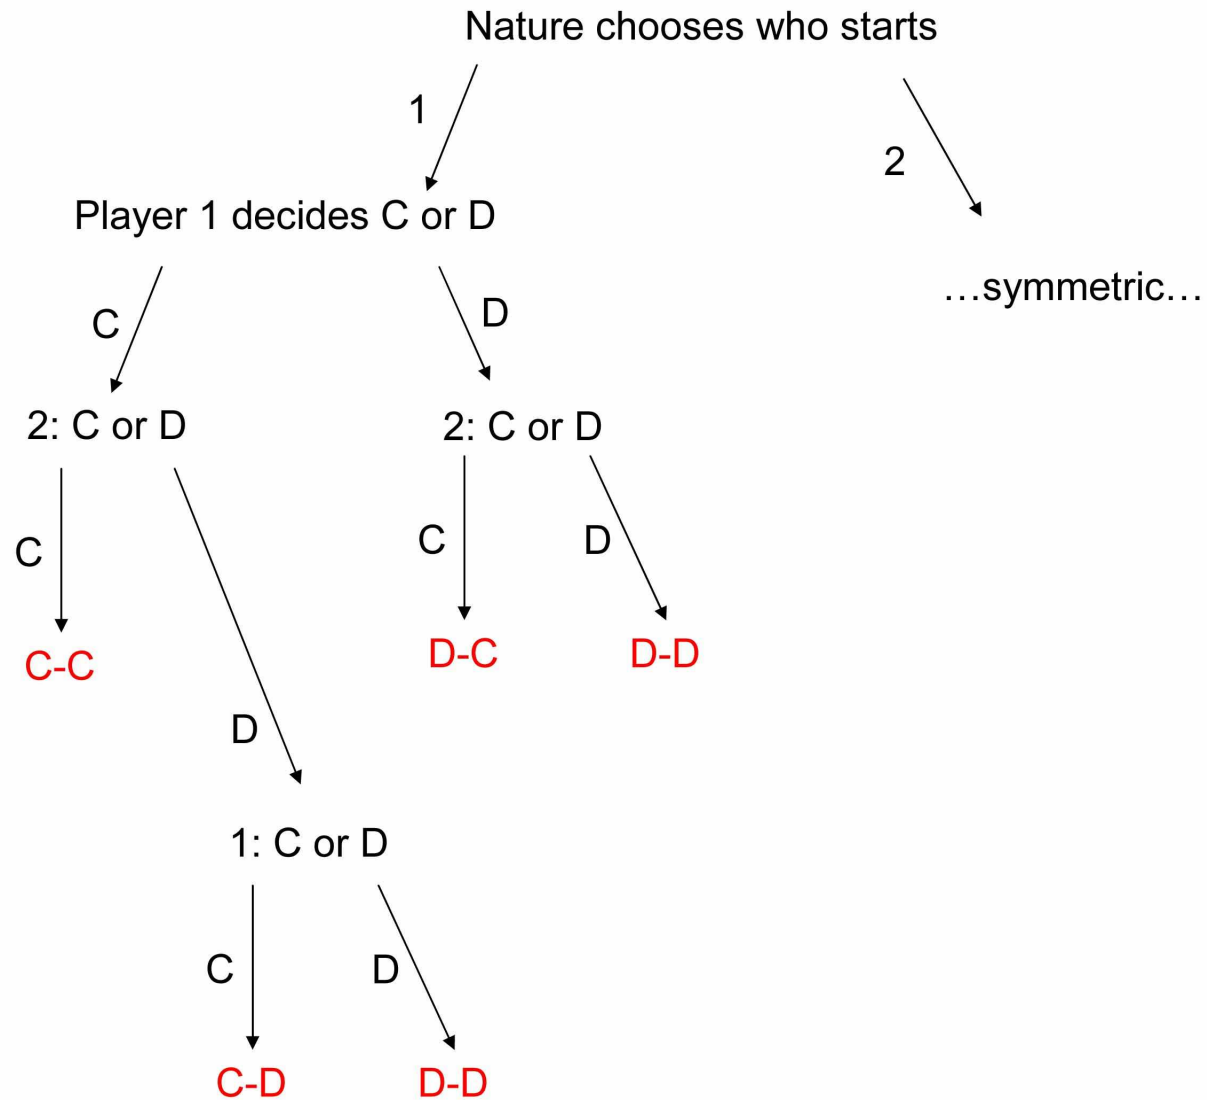 Nature chooses who starts
1
2
Player 1 decides C or D
…symmetric…
C
D
2: C or D
2: C or D
C
D
C
D
C-C
D-C
D-D
1: C or D
C
D
C-D
D-D